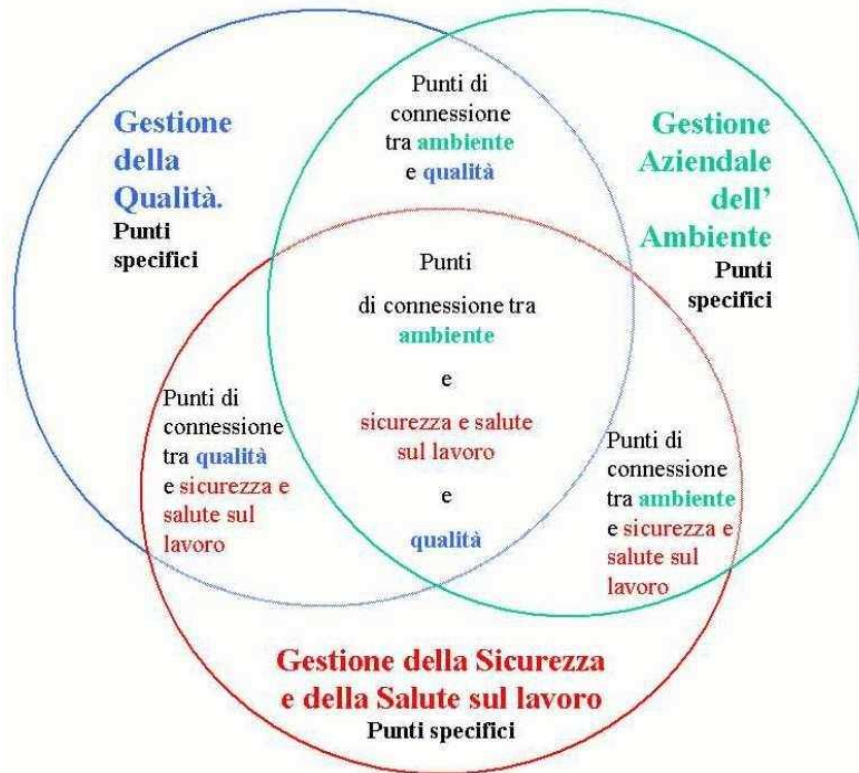 Punti di
connessione
tra ambiente
e qualità
Gestione
della
Qualità.
Punti
specifici
Gestione
Aziendale
dell'
Ambiente
Punti
specifici
Punti
di connessione tra
ambiente
e
sicurezza e salute
sul lavoro
e
qualità
Punti di
connessione
tra qualità
e sicurezza e
salute sul
lavoro
Punti di
connessione
tra ambiente
e sicurezza e
salute sul
lavoro
Gestione della Sicurezza
e della Salute sul lavoro
Punti specifici